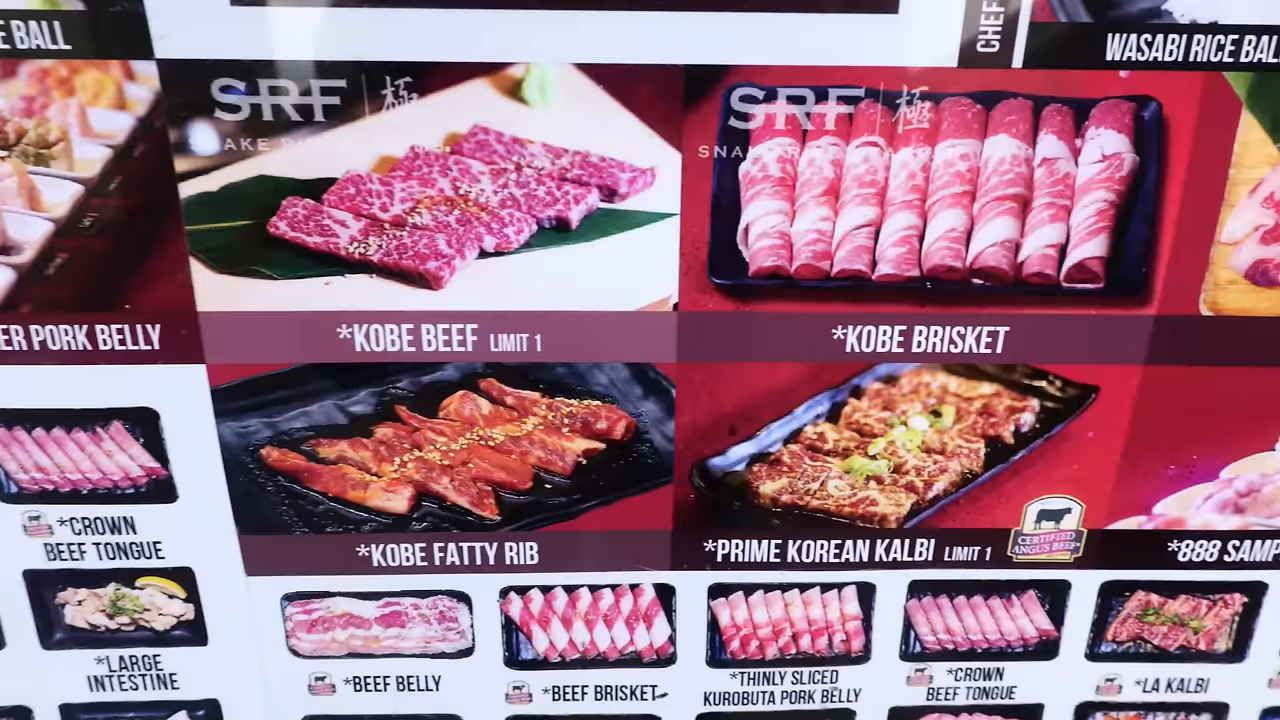 E BALL
CHEF
WASABI RICE BAL
SRF 極
SRF 極
ER PORK BELLY
*KOBE BEEF LIMIT 1
*KOBE BRISKET
*CROWN
BEEF TONGUE
*KOBE FATTY RIB
*PRIME KOREAN KALBI LIMIT 1
CERTIFIED
ANGUS BEEF
*888 SAMP
*LARGE
INTESTINE
*BEEF BELLY
*BEEF BRISKET
*THINLY SLICED
KUROBUTA PORK BELLY
*CROWN
BEEF TONGUE
*LA KALBI